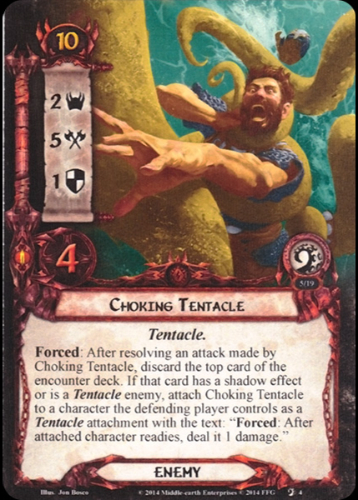 10
2
5
1
4
5/19
CHOKING TENTACLE
Tentacle.
Forced: After resolving an attack made by
Choking Tentacle, discard the top card of the
encounter deck. If that card has a shadow effect
or is a Tentacle enemy, attach Choking Tentacle
to a character the defending player controls as a
Tentacle attachment with the text: “Forced: After
attached character readies, deal it 1 damage.”
ENEMY
Illus. Jon Bosco © 2014 Middle-earth Enterprises © 2014 FFG 4